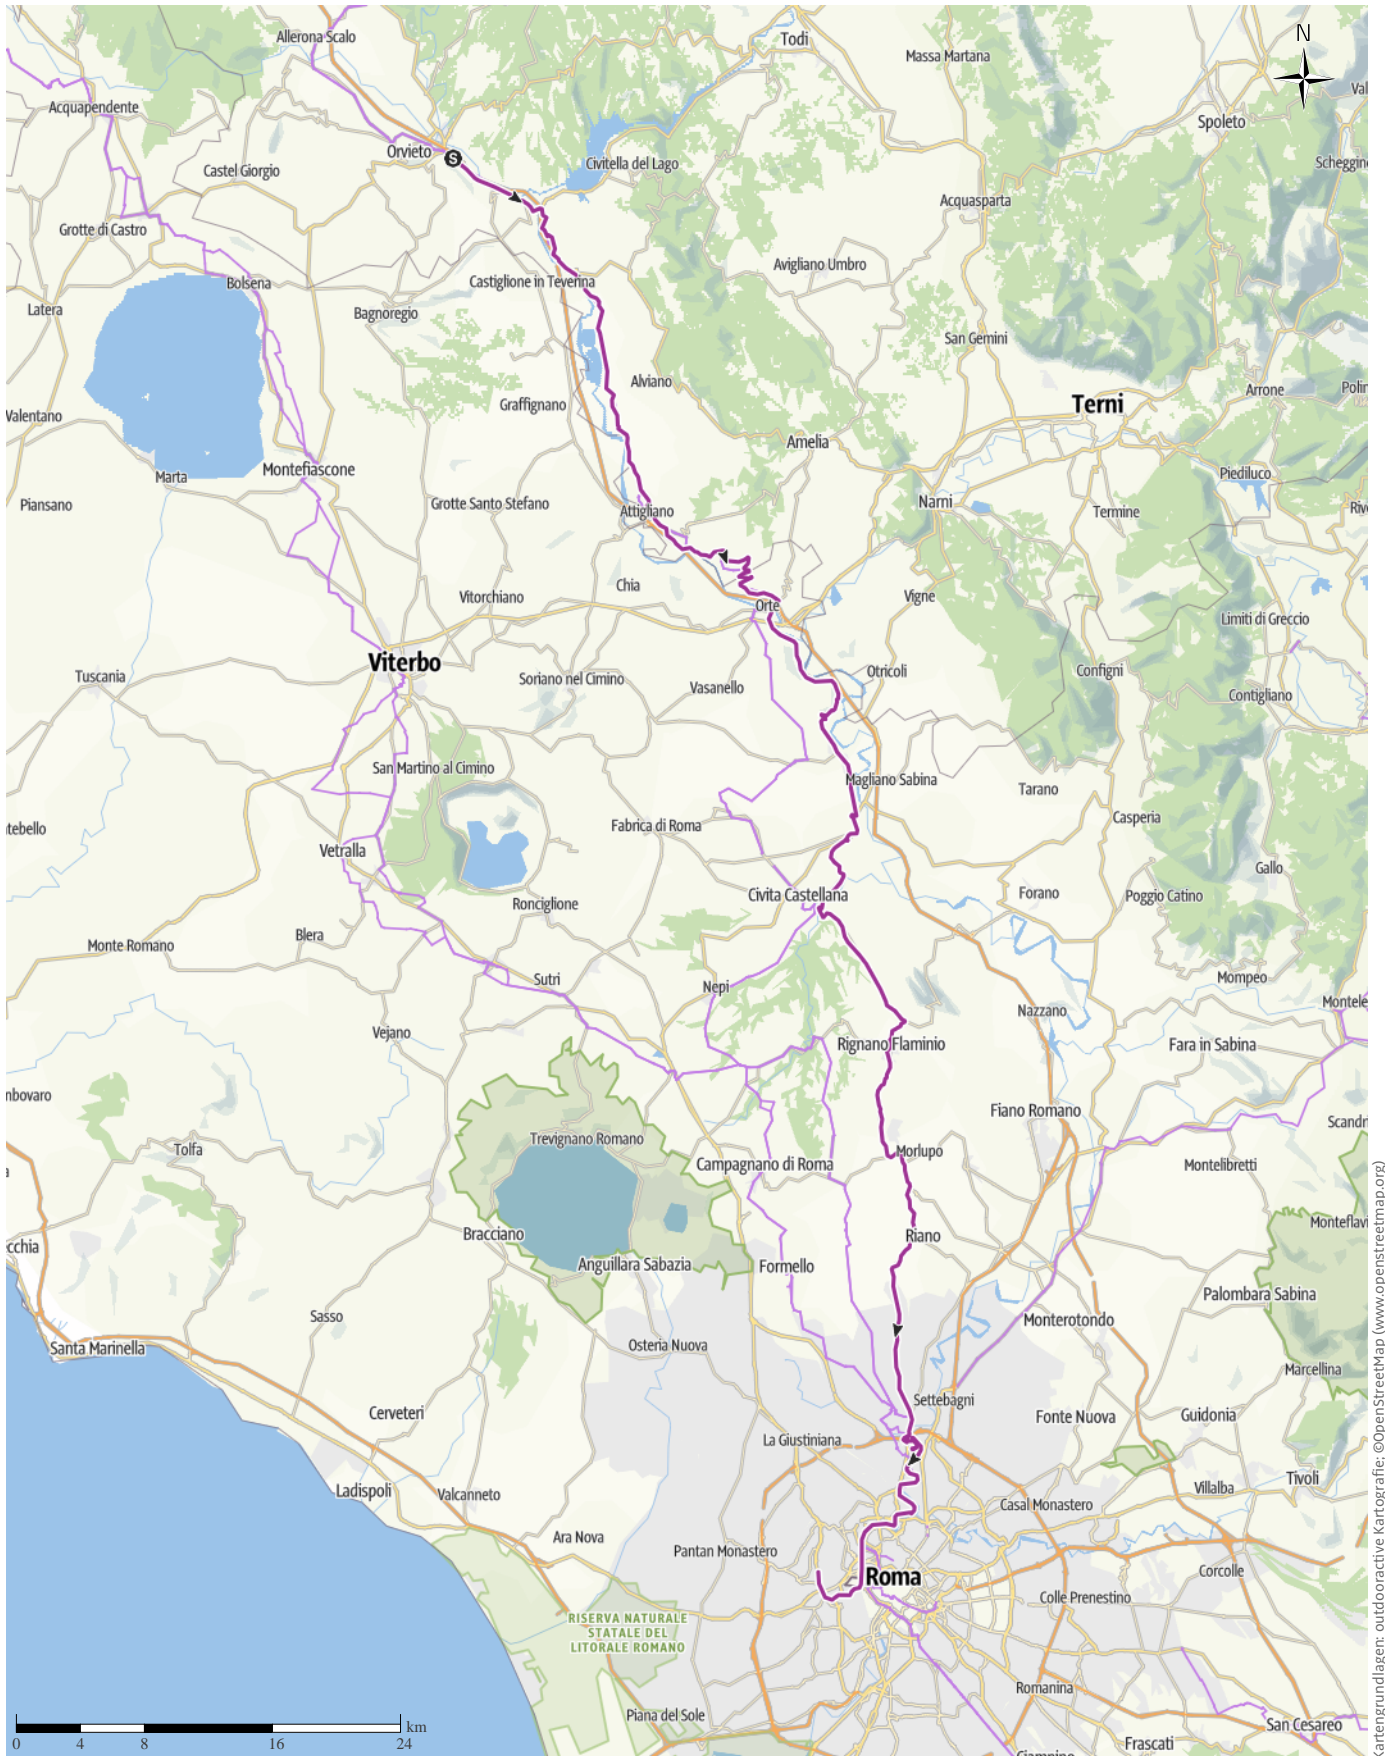 Allerona Scalo
Todi
Massa Martana
N
Acquapendente
Spoleto
Orvieto
S
Castel Giorgio
Civitella del Lago
Acquasparta
Grotte di Castro
Avigliano Umbro
Bolsena
Castiglione in Teverina
Latera
Bagnoregio
San Gemini
Alviano
Arrone
Graffignano
Terni
Valentano
Amelia
Montefiascone
Marta
Piediluco
Piansano
Grotte Santo Stefano
Narni
Attigliano
Termine
Chia
Vitorchiano
Orte
Vigne
Limiti di Greccio
Viterbo
Tuscania
Soriano nel Cimino
Vasanello
Otricoli
Configni
Contigliano
San Martino al Cimino
Magliano Sabina
Tarano
Casperia
ntebello
Fabrica di Roma
Vetralla
Gallo
Civita Castellana
Forano
Poggio Catino
Ronciglione
Blera
Monte Romano
Sutri
Nepi
Mompeo
Nazzano
Montele
Vejano
Rignano Flaminio
Fara in Sabina
mbovaro
Fiano Romano
Scandr
Tolfa
Trevignano Romano
Morlupo
Campagnano di Roma
Montelibretti
Bracciano
Riano
Monteflavi
cchia
Anguillara Sabazia
Formello
Palombara Sabina
Sasso
Monterotondo
Santa Marinella
Osteria Nuova
Marcellina
Cerveteri
Settebagni
Fonte Nuova
Guidonia
La Giustiniana
Ladispoli
Valcanneto
Villalba
Tivoli
Casal Monastero
Ara Nova
Pantan Monastero
Roma
Corcolle
Colle Prenestino
RISERVA NATURALE
STATALE DEL
LITORALE ROMANO
Romanina
Piana del Sole
San Cesareo
Frascati
Ciampino
km
0 4 8 16 24
Kartengrundlagen: outdooractive Kartografie; ©OpenStreetMap (www.openstreetmap.org)